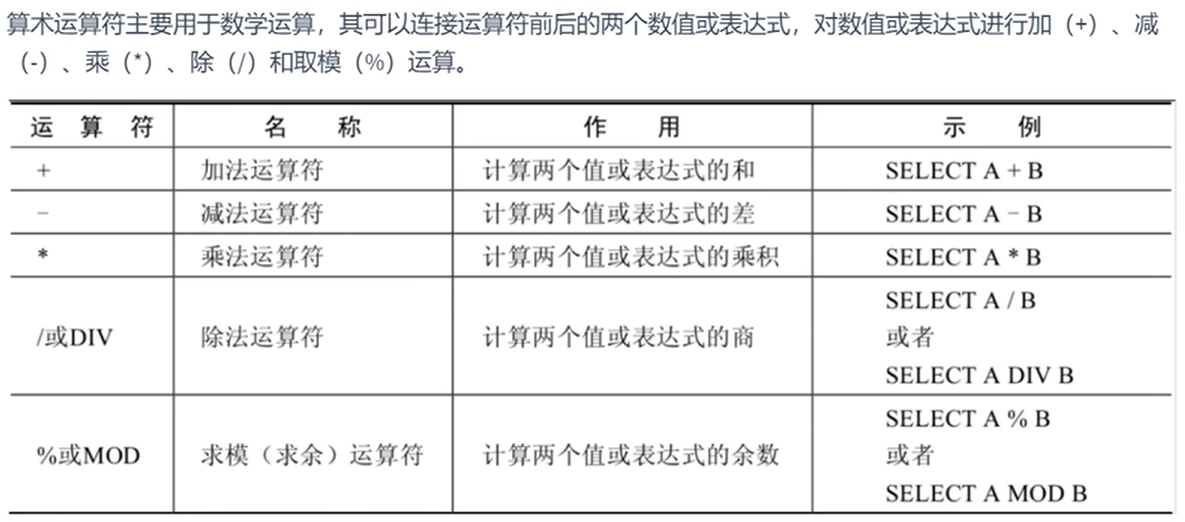 算术运算符主要用于数学运算，其可以连接运算符前后的两个数值或表达式，对数值或表达式进行加（+）、减
（-）、乘（*）、除（/）和取模（%）运算。
运 算 符 名 称 作 用 示 例
+ 加法运算符 计算两个值或表达式的和 SELECT A + B
- 减法运算符 计算两个值或表达式的差 SELECT A - B
* 乘法运算符 计算两个值或表达式的乘积 SELECT A * B
/或DIV 除法运算符 计算两个值或表达式的商 SELECT A / B
或者
SELECT A DIV B
%或MOD 求模（求余）运算符 计算两个值或表达式的余数 SELECT A % B
或者
SELECT A MOD B